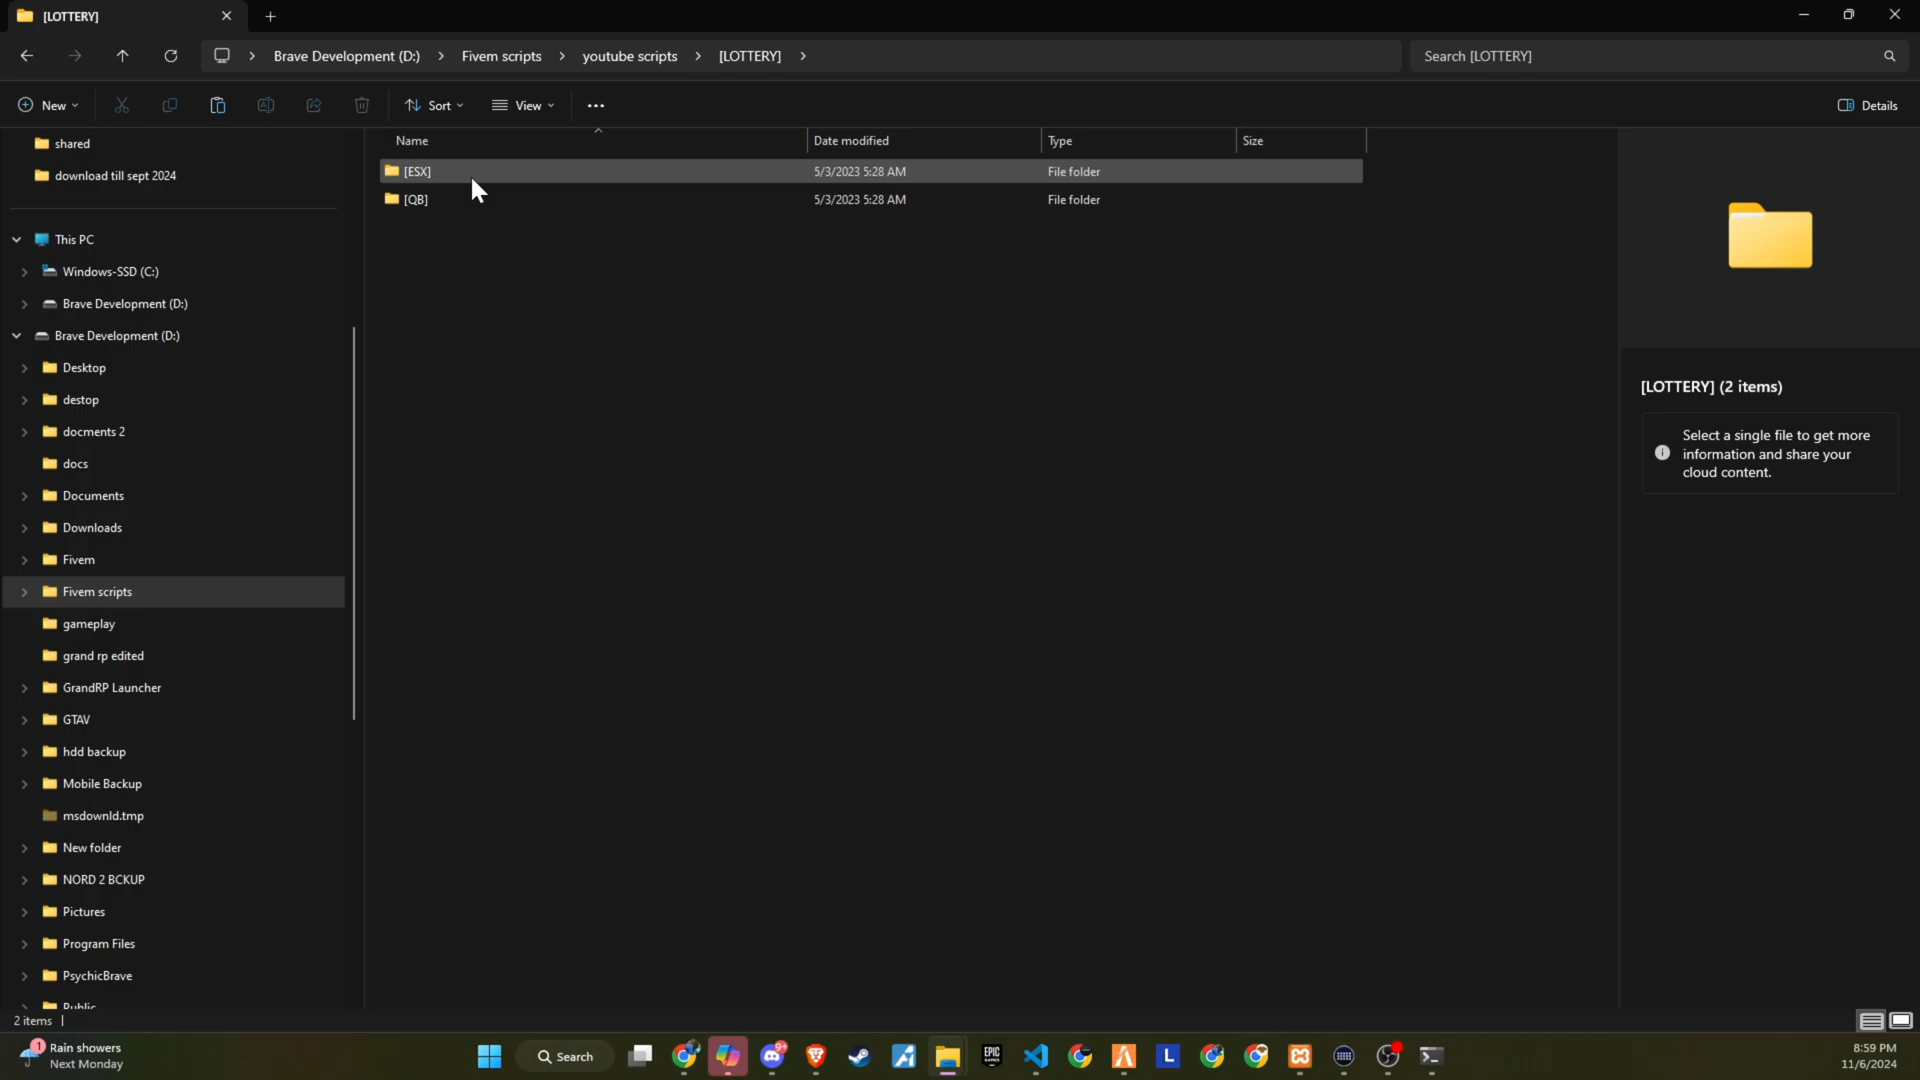 [LOTTERY]
Brave Development (D:) > Fivem scripts > youtube scripts > [LOTTERY] >
Search [LOTTERY]
New
Sort
View
Details
shared
download till sept 2024
This PC
Windows-SSD (C:)
Brave Development (D:)
Brave Development (D:)
Desktop
destop
docments 2
docs
Documents
Downloads
Fivem
Fivem scripts
gameplay
grand rp edited
GrandRP Launcher
GTAV
hdd backup
Mobile Backup
msdownld.tmp
New folder
NORD 2 BCKUP
Pictures
Program Files
PsychicBrave
Public
Name Date modified Type Size
[ESX] 5/3/2023 5:28 AM File folder
[QB] 5/3/2023 5:28 AM File folder
[LOTTERY] (2 items)
Select a single file to get more
information and share your
cloud content.
2 items
1
Rain showers
Next Monday
Search
9+
EPIC
GAMES
L
8:59 PM
11/6/2024